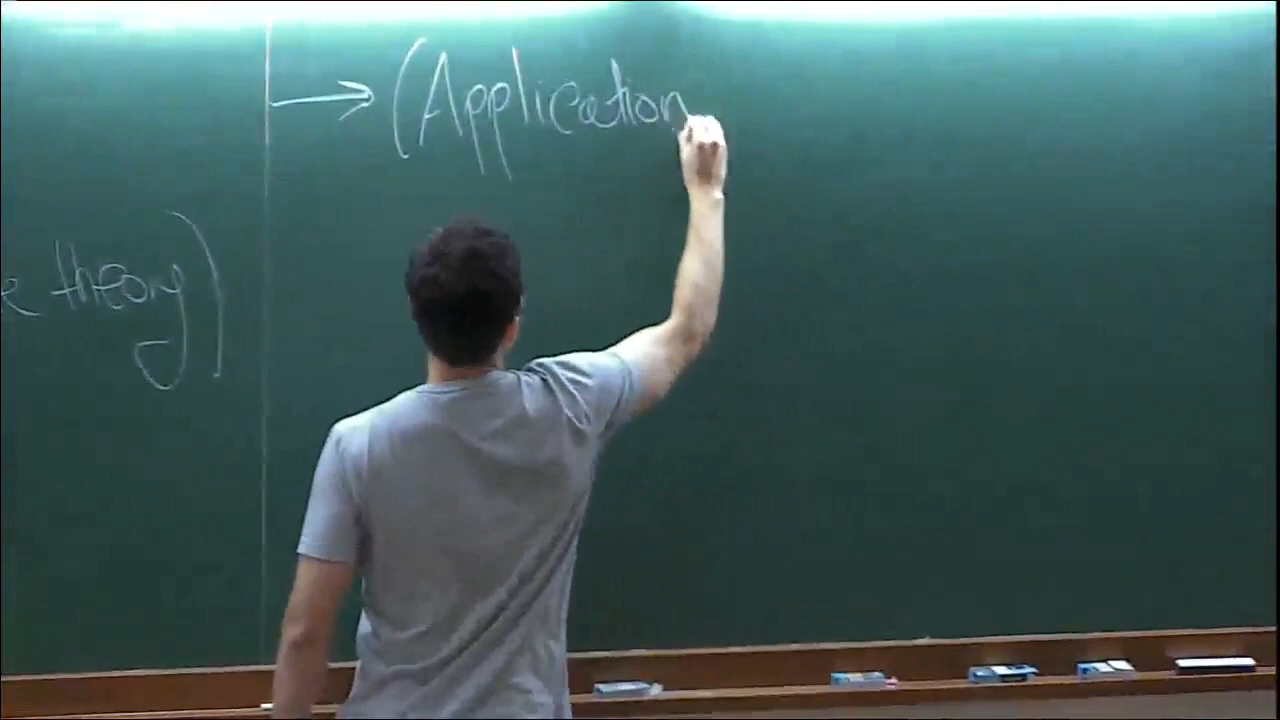 → (Application
theory)